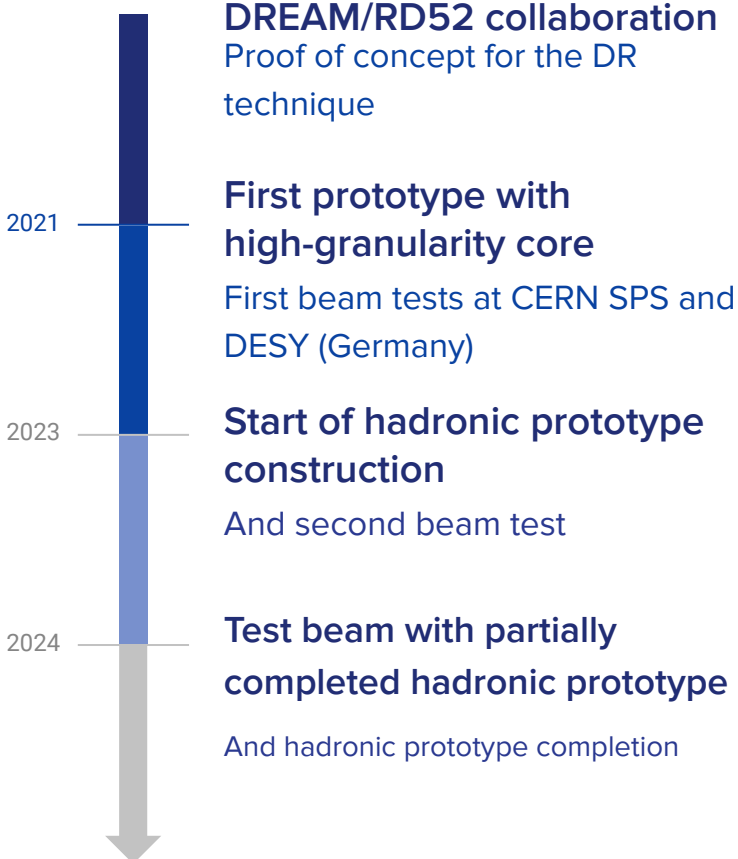 DREAM/RD52 collaboration
Proof of concept for the DR
technique
First prototype with
2021
high-granularity core
First beam tests at CERN SPS and
DESY (Germany)
Start of hadronic prototype
2023
construction
And second beam test
Test beam with partially
2024
completed hadronic prototype
And hadronic prototype completion